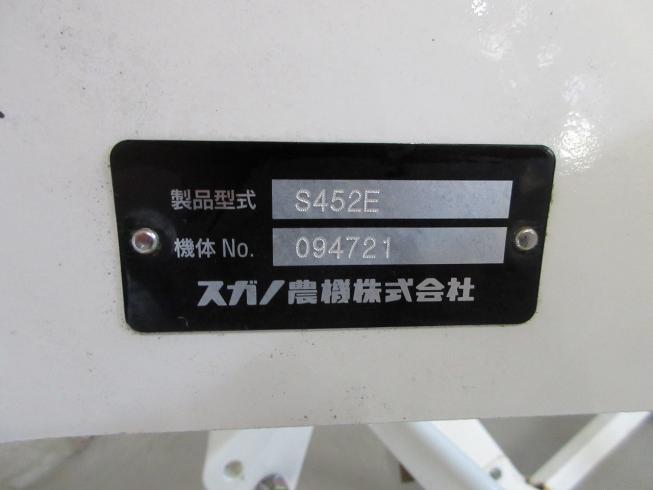 製品型式 S452E
機体 No. 094721
スガノ農機株式会社